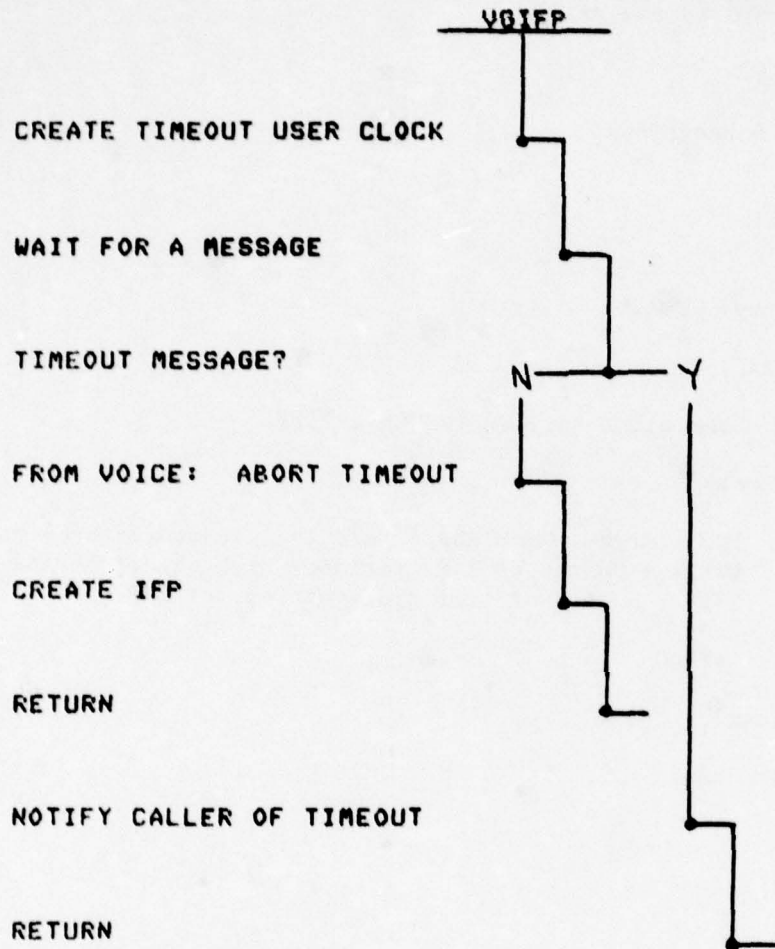 VGIFP
CREATE TIMEOUT USER CLOCK
WAIT FOR A MESSAGE
TIMEOUT MESSAGE?
N Y
FROM VOICE: ABORT TIMEOUT
CREATE IFP
RETURN
NOTIFY CALLER OF TIMEOUT
RETURN